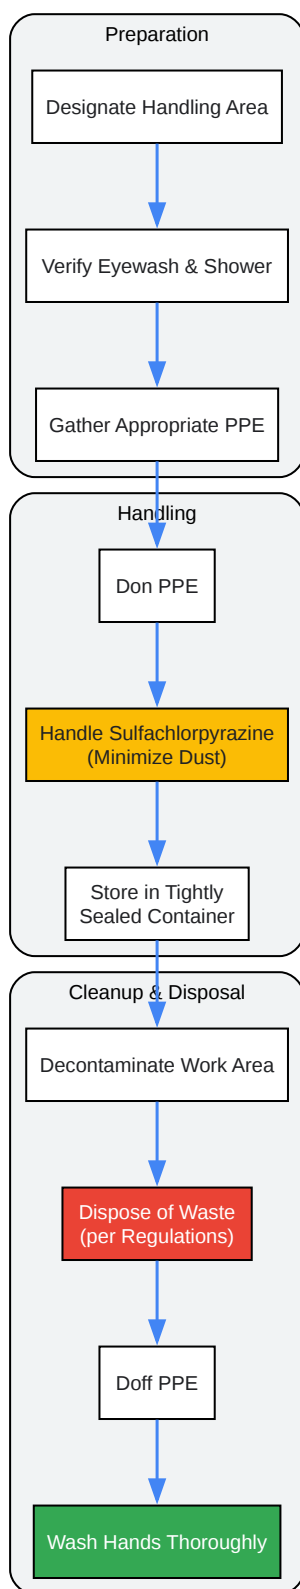 Preparation
Designate Handling Area
Verify Eyewash & Shower
Gather Appropriate PPE
Handling
Don PPE
Handle Sulfachlorpyrazine
(Minimize Dust)
Store in Tightly
Sealed Container
Cleanup & Disposal
Decontaminate Work Area
Dispose of Waste
(per Regulations)
Doff PPE
Wash Hands Thoroughly